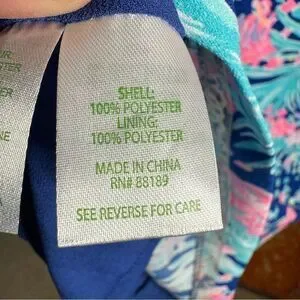 SHELL:
100% POLYESTER
LINING:
100% POLYESTER
MADE IN CHINA
RN# 88189
SEE REVERSE FOR CARE